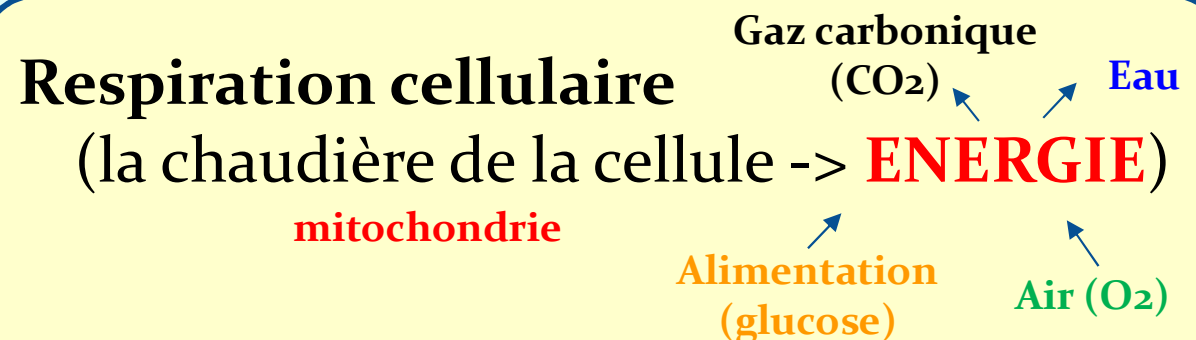 Gaz carbonique
(CO2)
Eau
Respiration cellulaire
(la chaudière de la cellule -> ENERGIE)
mitochondrie
Alimentation
(glucose)
Air (O2)